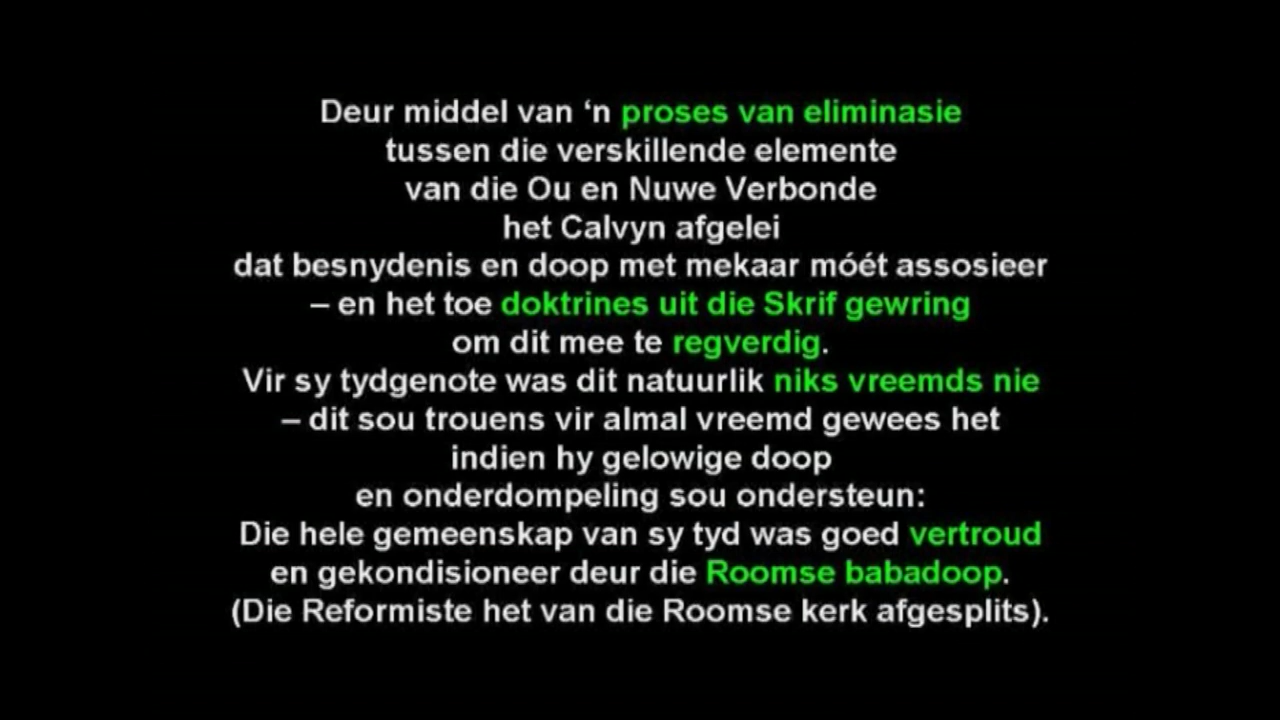 Deur middel van ‘n proses van eliminasie
tussen die verskillende elemente
van die Ou en Nuwe Verbonde
het Calvyn afgelei
dat besnydenis en doop met mekaar móét assosieer
– en het toe doktrines uit die Skrif gewring
om dit mee te regverdig.
Vir sy tydgenote was dit natuurlik niks vreemds nie
– dit sou trouens vir almal vreemd gewees het
indien hy gelowige doop
en onderdompeling sou ondersteun:
Die hele gemeenskap van sy tyd was goed vertroud
en gekondisioneer deur die Roomse babadoop.
(Die Reformiste het van die Roomse kerk afgesplits).